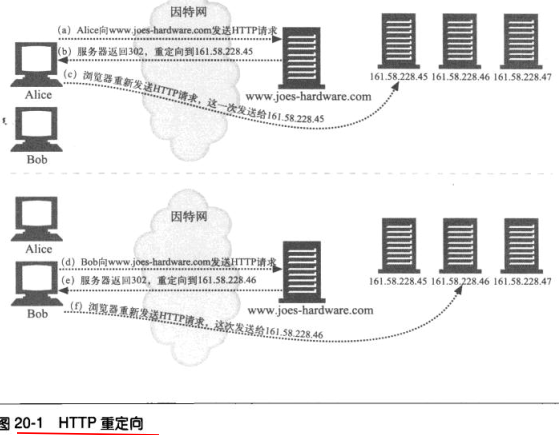 因特网
(a) Alice向www.joes-hardware.com发送HTTP请求
(b) 服务器返回302，重定向到161.58.228.45
(c) 浏览器重新发送HTTP请求，这一次发送给161.58.228.45
Alice
www.joes-hardware.com
161.58.228.45 161.58.228.46 161.58.228.47
Bob
因特网
Alice
(d) Bob向www.joes-hardware.com发送HTTP请求
(e) 服务器返回302，重定向到161.58.228.46
161.58.228.45 161.58.228.46 161.58.228.47
Bob
(f) 浏览器重新发送HTTP请求，这次发送给161.58.228.46
www.joes-hardware.com
图 20-1 HTTP 重定向